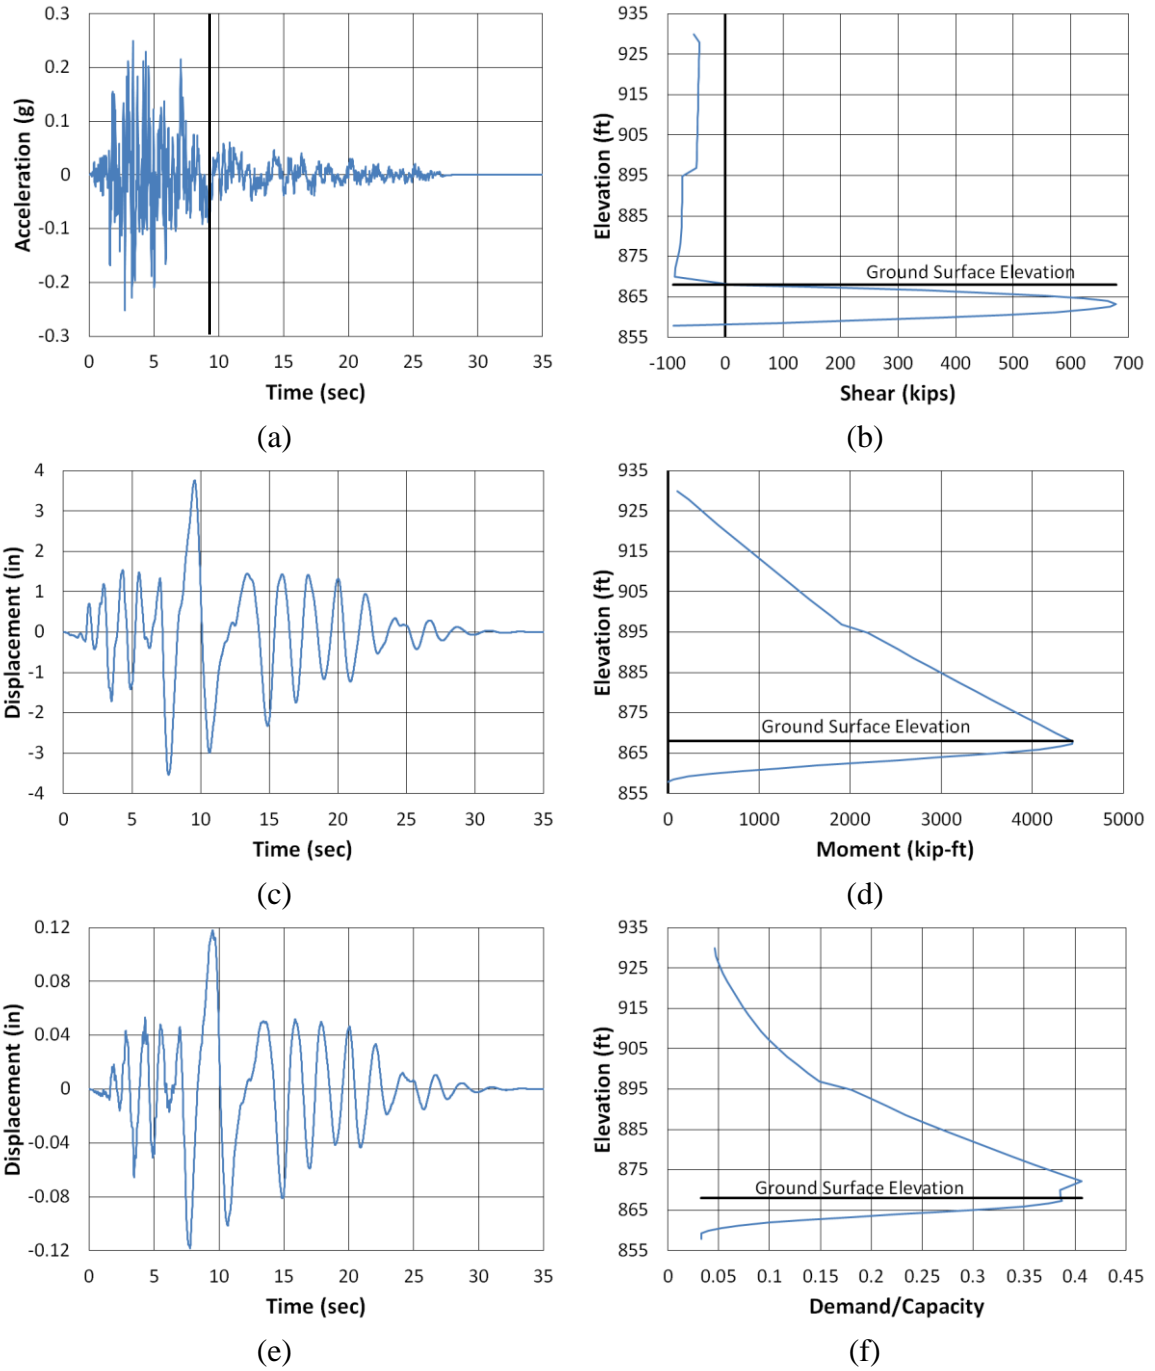 0.3
0.2
0.1
0
-0.1
-0.2
-0.3
Acceleration (g)
0 5 10 15 20 25 30 35
Time (sec)
(a)
935
925
915
905
895
885
875
865
855
Elevation (ft)
Ground Surface Elevation
-100 0 100 200 300 400 500 600 700
Shear (kips)
(b)
4
3
2
1
0
-1
-2
-3
-4
Displacement (in)
0 5 10 15 20 25 30 35
Time (sec)
(c)
935
925
915
905
895
885
875
865
855
Elevation (ft)
Ground Surface Elevation
0 1000 2000 3000 4000 5000
Moment (kip-ft)
(d)
0.12
0.08
0.04
0
-0.04
-0.08
-0.12
Displacement (in)
0 5 10 15 20 25 30 35
Time (sec)
(e)
935
925
915
905
895
885
875
865
855
Elevation (ft)
Ground Surface Elevation
0 0.05 0.1 0.15 0.2 0.25 0.3 0.35 0.4 0.45
Demand/Capacity
(f)